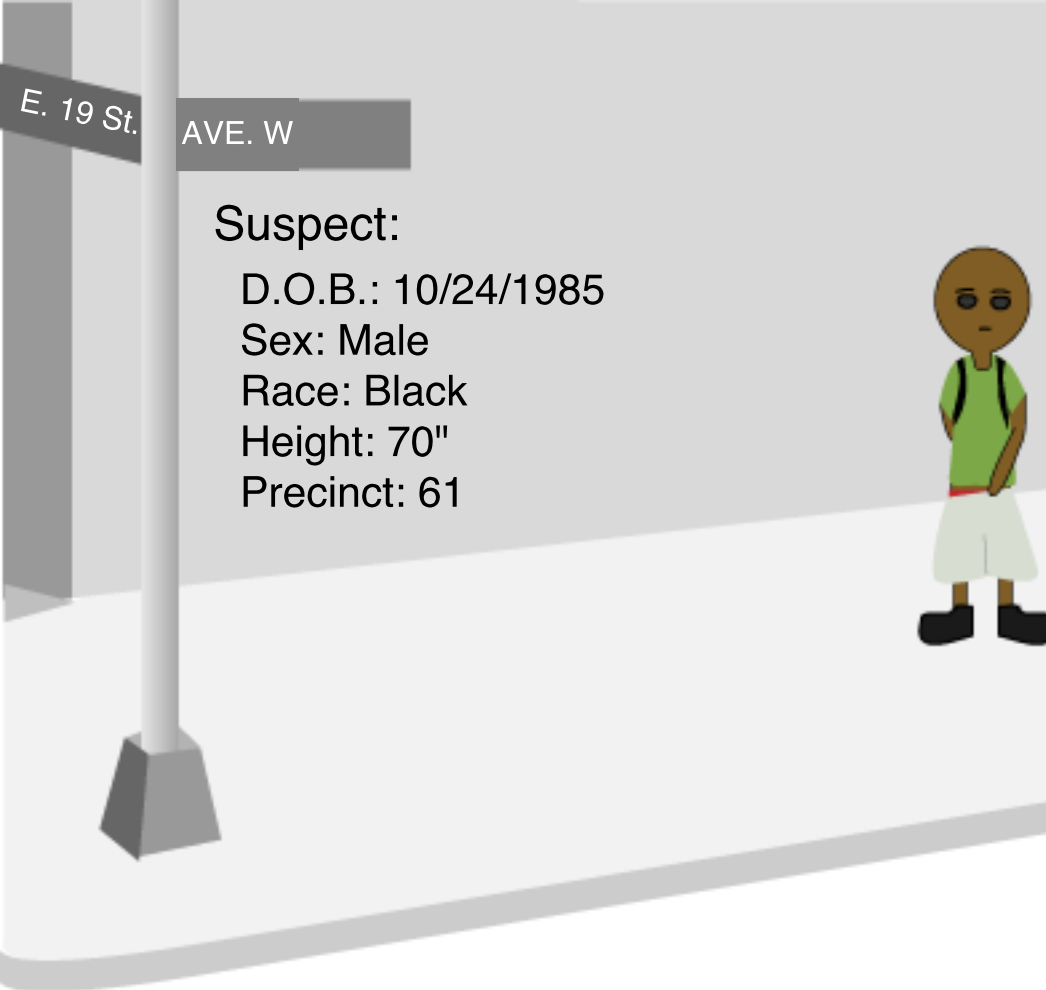 E. 19 St.
AVE. W
Suspect:
D.O.B.: 10/24/1985
Sex: Male
Race: Black
Height: 70"
Precinct: 61